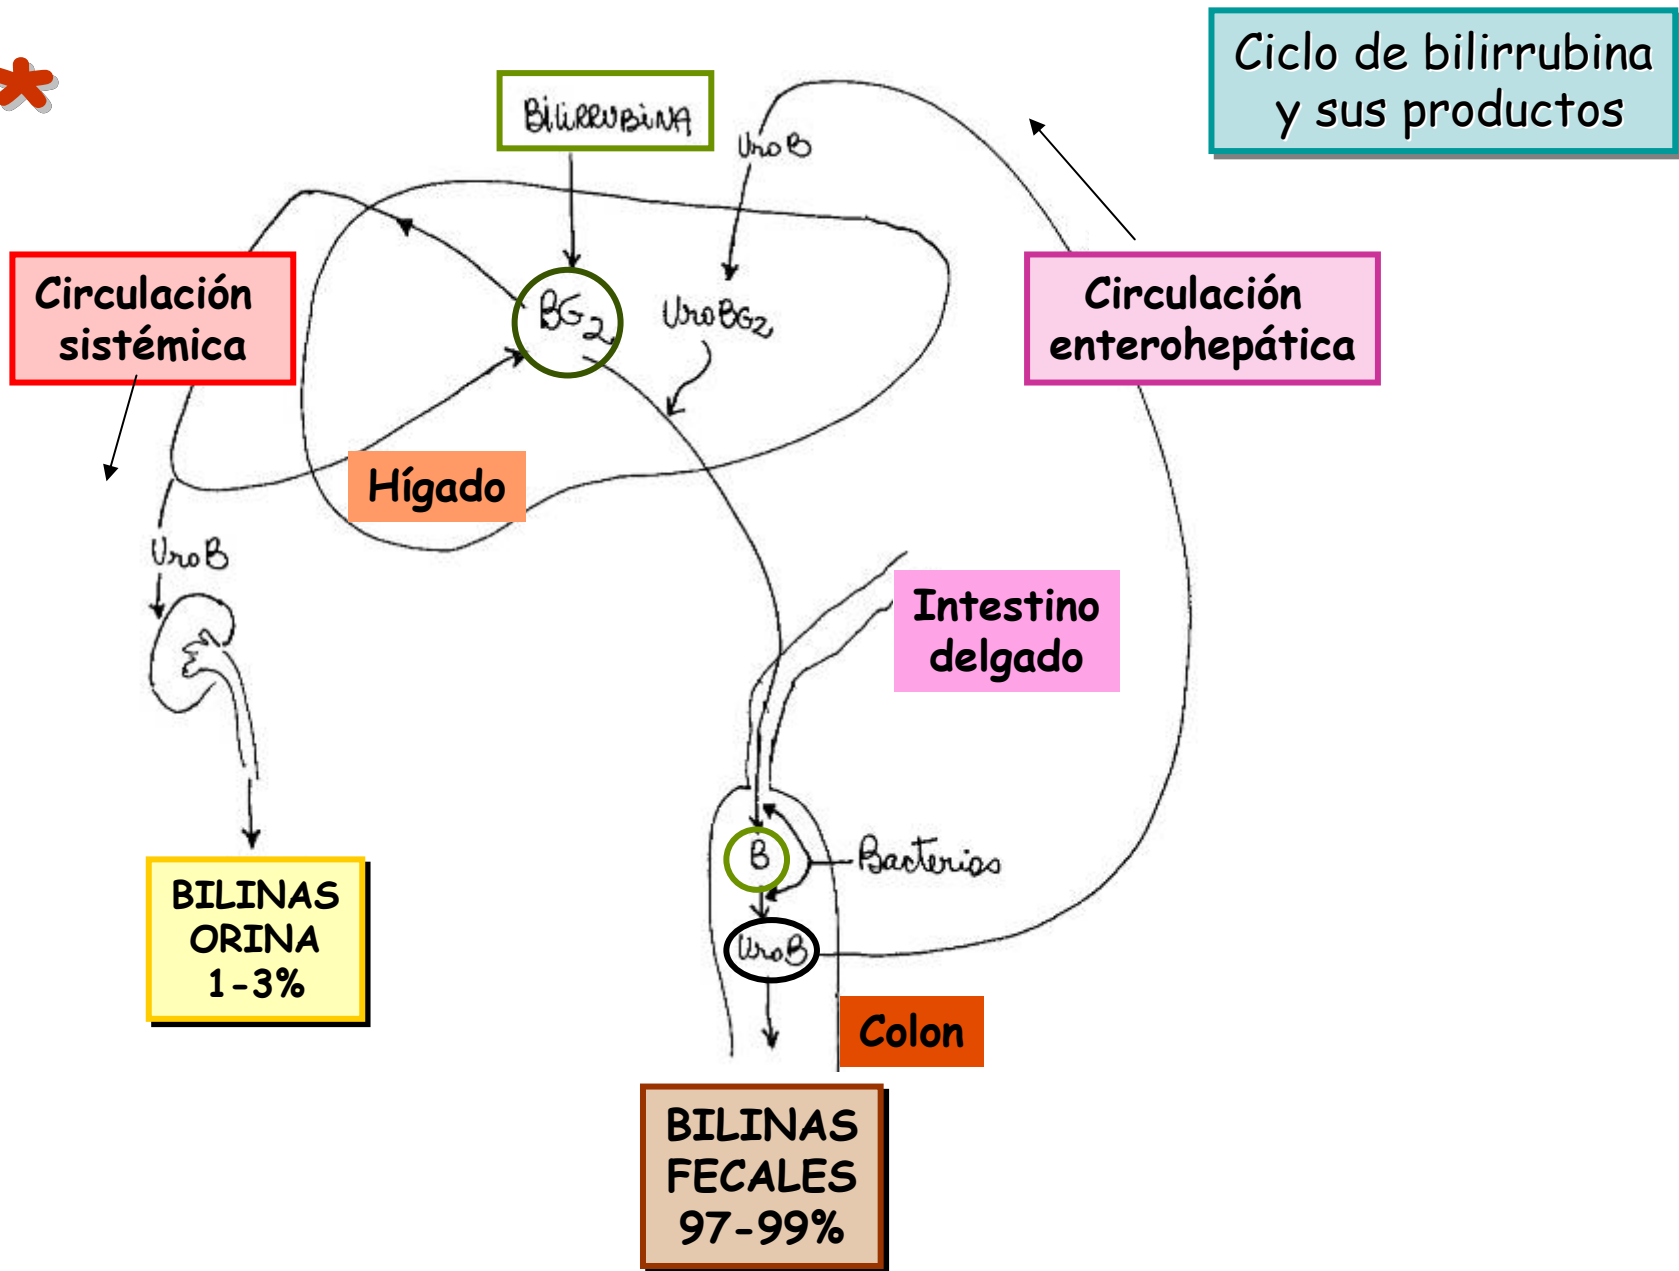 Ciclo de bilirrubina
y sus productos
BiLiRRUBiNA
UroB
Circulación
sistémica
BG2
UroBG2
Circulación
enterohepática
Hígado
UroB
Intestino
delgado
B
Bacterias
UroB
BILINAS
ORINA
1-3%
Colon
BILINAS
FECALES
97-99%